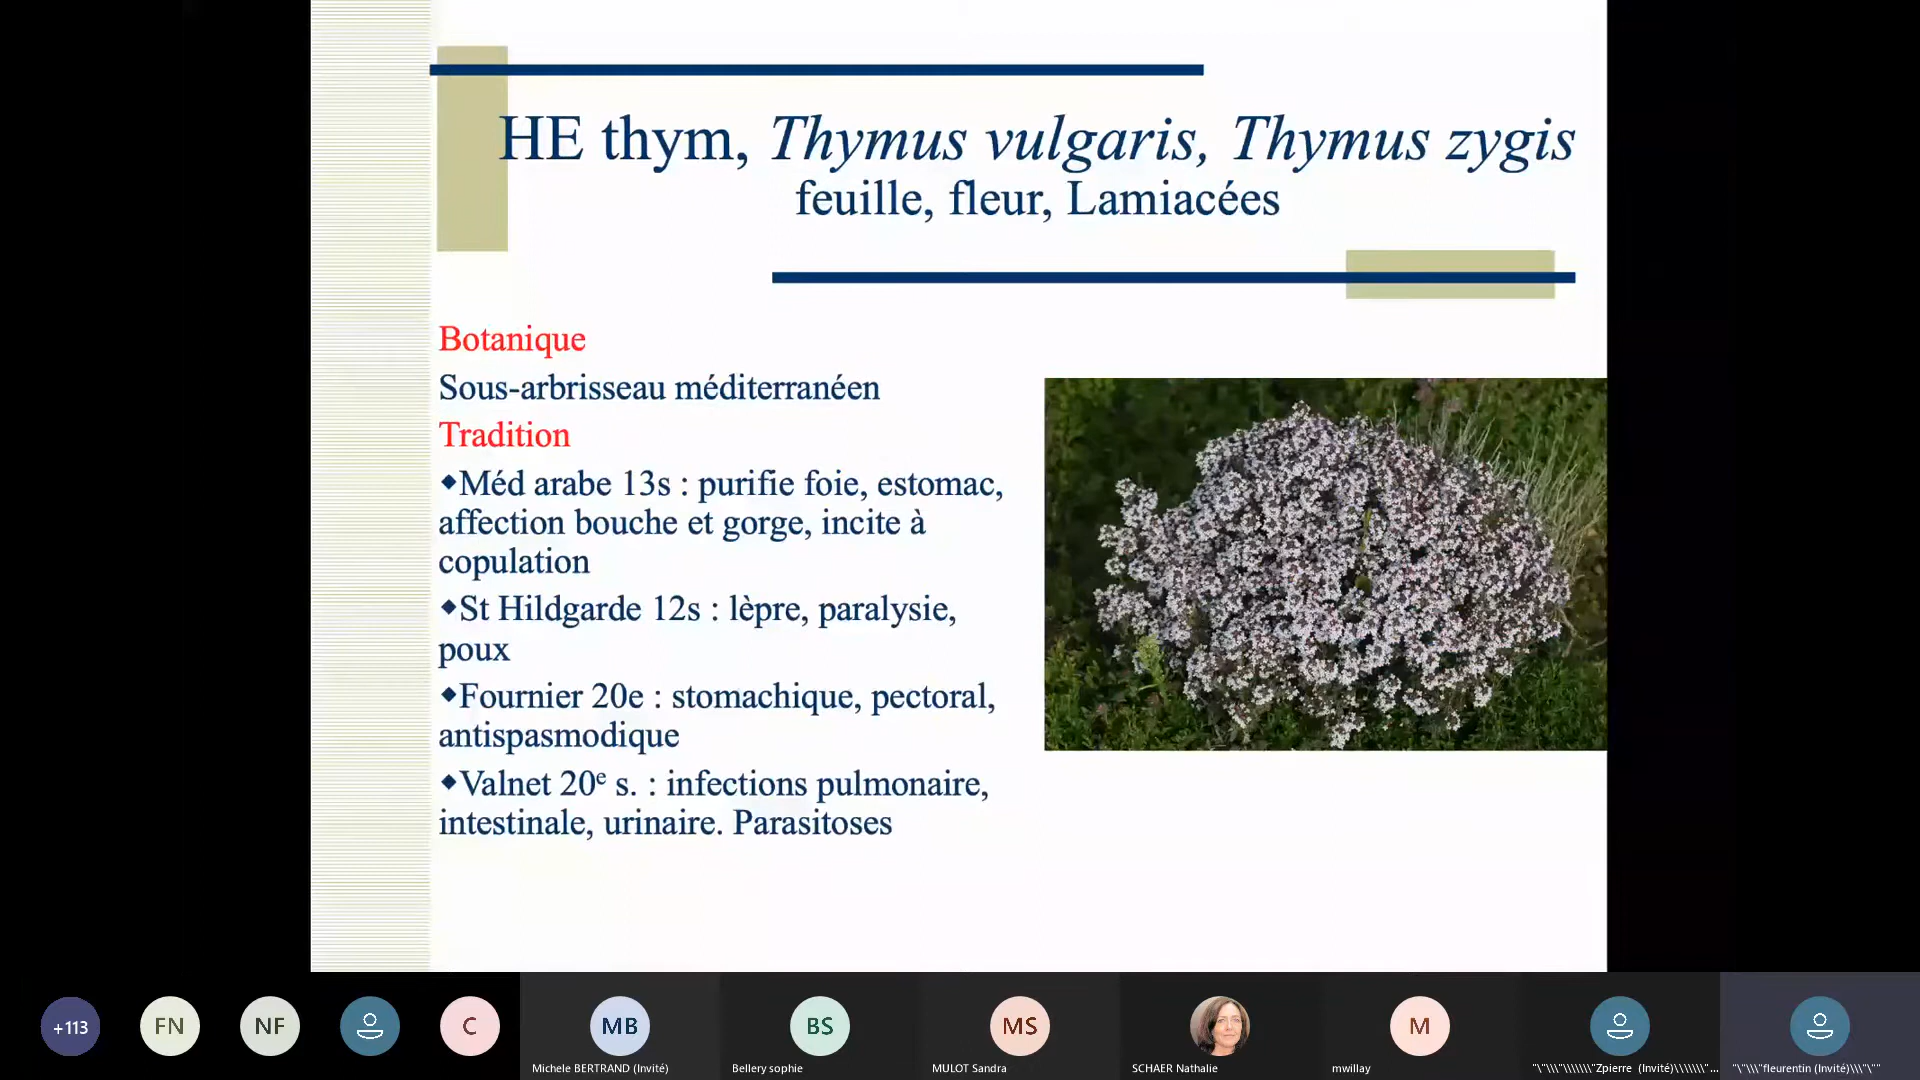 HE thym, Thymus vulgaris, Thymus zygis
feuille, fleur, Lamiacées
Botanique
Sous-arbrisseau méditerranéen
Tradition
◆Méd arabe 13s : purifie foie, estomac,
affection bouche et gorge, incite à
copulation
◆St Hildgarde 12s : lèpre, paralysie,
poux
◆Fournier 20e : stomachique, pectoral,
antispasmodique
◆Valnet 20e s. : infections pulmonaire,
intestinale, urinaire. Parasitoses
+113
FN
NF
C
MB
BS
MS
M
Michele BERTRAND (Invité)
Bellery sophie
MULOT Sandra
SCHAER Nathalie
mwillay
"\"\\\"\\\\\\\"Zpierre (Invité)\\\\\\\"...
"\"\\\"fleurentin (Invité)\\\"\""